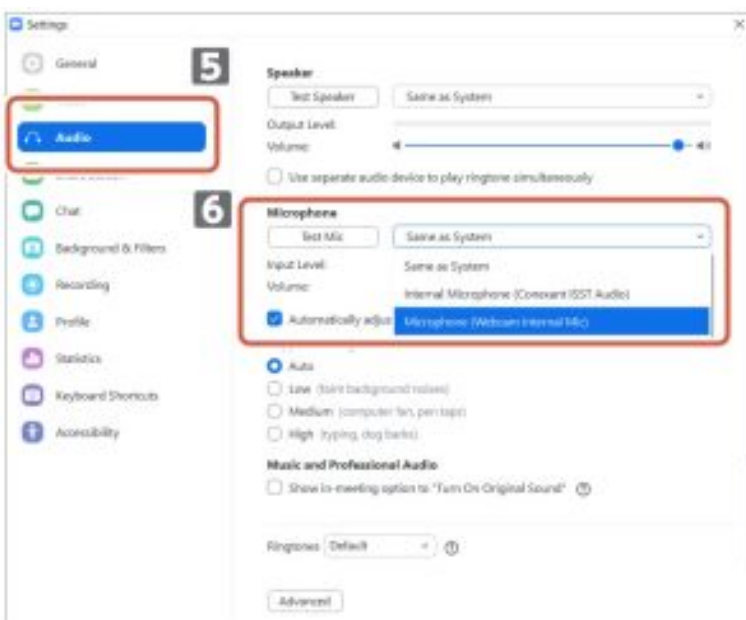 Settings
General
5
Audio
Chat
Background & Filters
Recording
Profile
Statistics
Keyboard Shortcuts
Accessibility
Speaker
Test Speaker
Same as System
Output Level:
Volume:
Use separate audio device to play ringtone simultaneously
6
Microphone
Test Mic
Same as System
Input Level:
Same as System
Volume:
Internal Microphone (Conexant ISST Audio)
Automatically adjus
Microphone (Webcam Internal Mic)
Auto
Low (faint background noises)
Medium (computer fan, pen taps)
High (typing, dog barks)
Music and Professional Audio
Show in-meeting option to "Turn On Original Sound"
Ringtones Default
Advanced